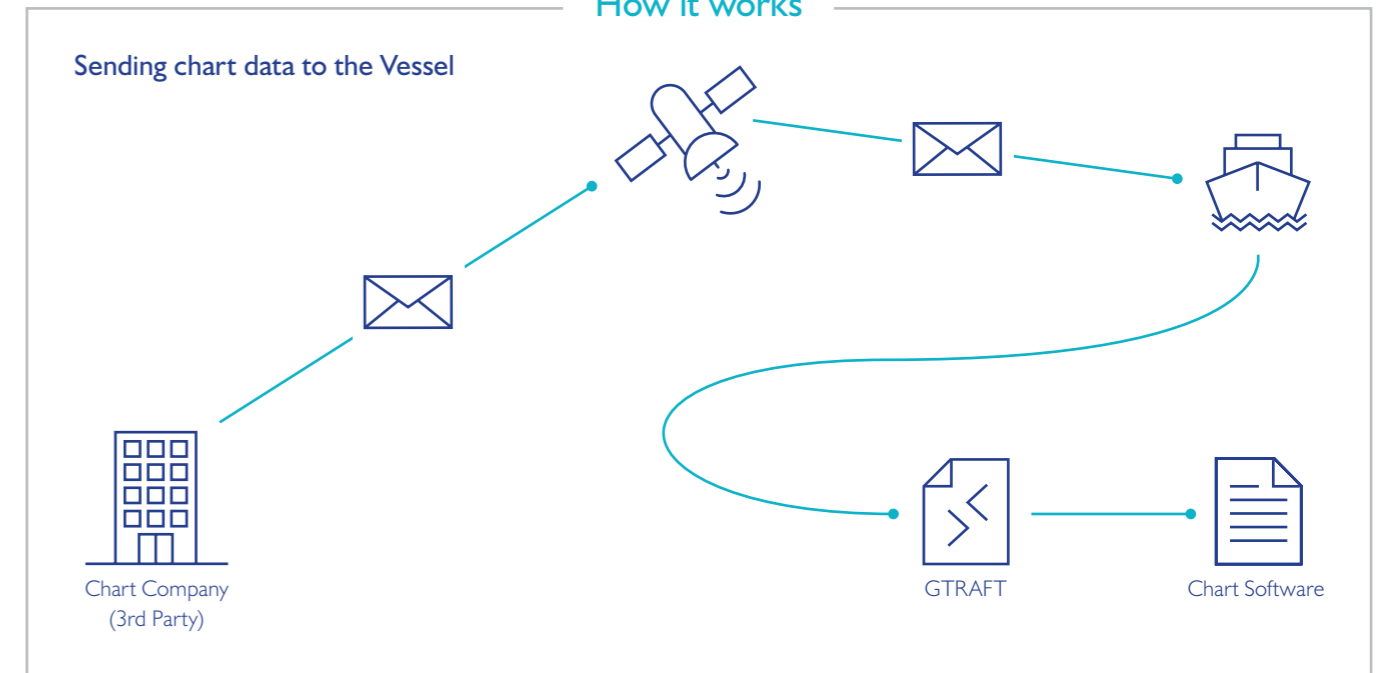 How it works
Sending chart data to the Vessel
Chart Company
(3rd Party)
GTRAFT
Chart Software